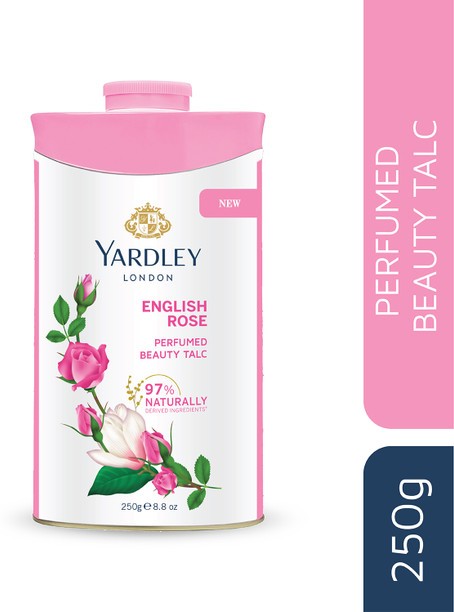 NEW
YARDLEY
LONDON
ENGLISH
ROSE
PERFUMED
BEAUTY TALC
97%
NATURALLY
DERIVED INGREDIENTS*
250g ℮ 8.8 oz
PERFUMED
BEAUTY TALC
250g